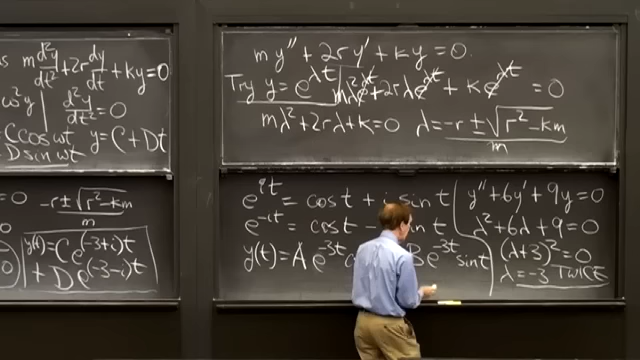 s m d²y/dt² + 2r dy/dt + ky = 0
ω²y | d²y/dt² = 0
C cos ωt y = C + Dt
D sin ωt
= 0 -r ± √(r² - km) / m
y(t) = C e^((-3+i)t)
+ D e^((-3-i)t)
my'' + 2ry' + ky = 0
Try y = e^(λt) mλ²e^(λt) + 2rλe^(λt) + ke^(λt) = 0
mλ² + 2rλ + k = 0 λ = -r ± √(r² - km) / m
e^(it) = cos t + i sin t
e^(-it) = cos t - in t
y(t) = A e^(-3t) c B e^(-3t) sin t
y'' + 6y' + 9y = 0
λ² + 6λ + 9 = 0
(λ+3)² = 0
λ = -3 TWICE